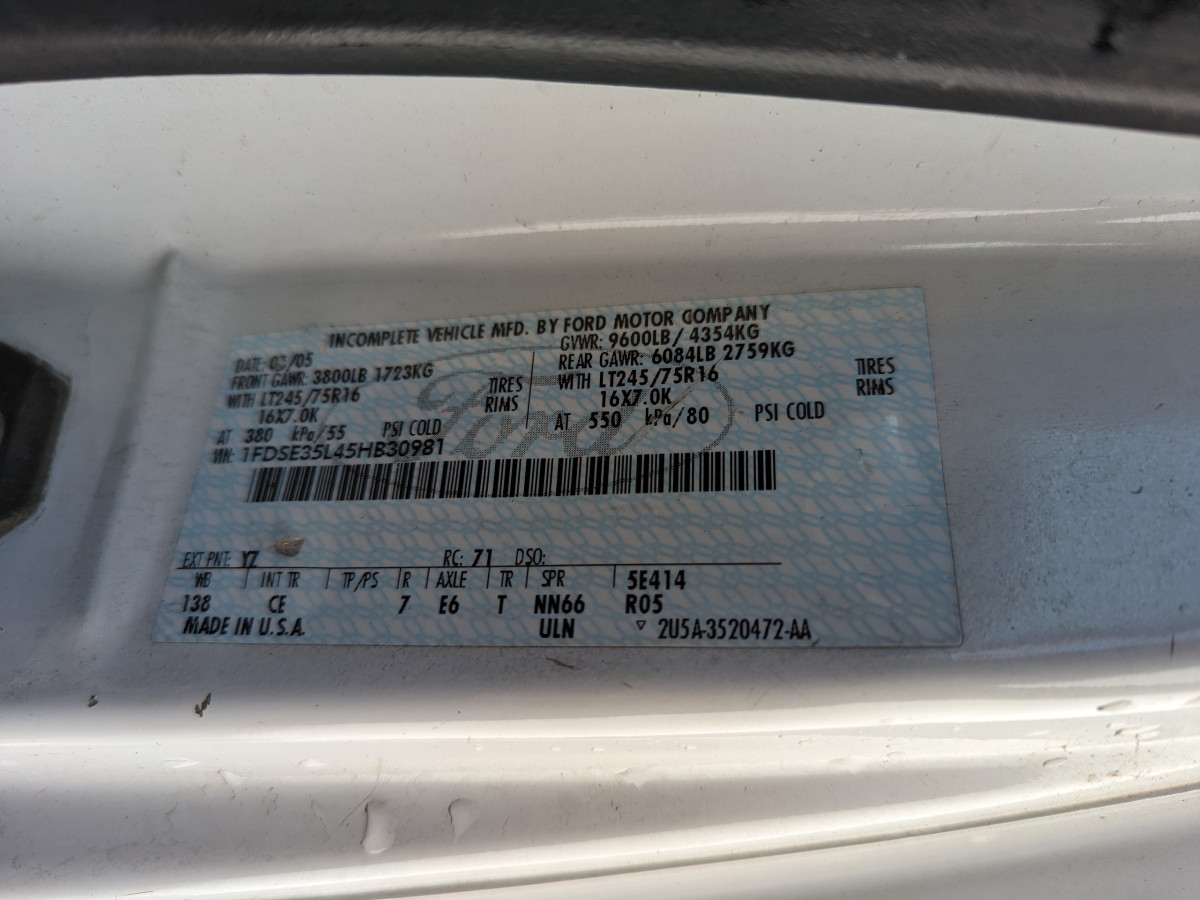 INCOMPLETE VEHICLE MFD. BY FORD MOTOR COMPANY
DATE: 03/05 GVWR: 9600LB/ 4354KG
FRONT GAWR: 3800LB 1723KG REAR GAWR: 6084LB 2759KG
WITH LT245/75R16 TIRES WITH LT245/75R16 TIRES
16X7.0K RIMS 16X7.0K RIMS
AT 380 kPa/55 PSI COLD AT 550 kPa/80 PSI COLD
VIN: 1FDSE35L45HB30981
Ford
EXT PNT: YZ RC: 71 DSO:
WB INT TR TP/PS R AXLE TR SPR 5E414
138 CE 7 E6 T NN66 R05
MADE IN U.S.A. ULN ▽ 2U5A-3520472-AA